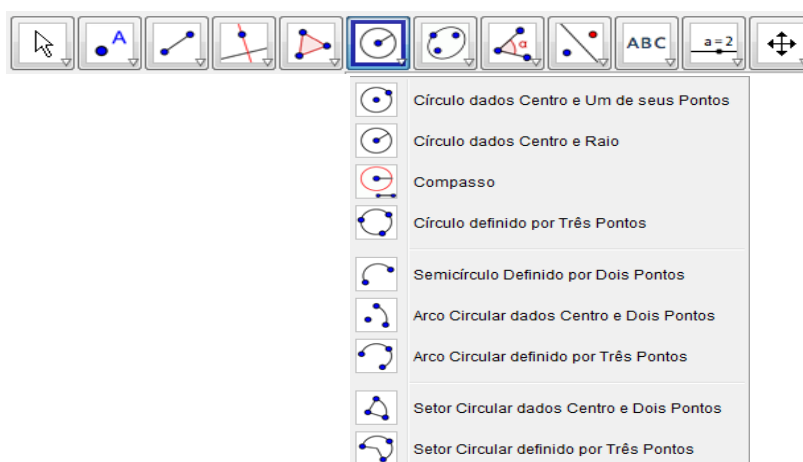 A
α
ABC
a=2
Círculo dados Centro e Um de seus Pontos
Círculo dados Centro e Raio
Compasso
Círculo definido por Três Pontos
Semicírculo Definido por Dois Pontos
Arco Circular dados Centro e Dois Pontos
Arco Circular definido por Três Pontos
Setor Circular dados Centro e Dois Pontos
Setor Circular definido por Três Pontos